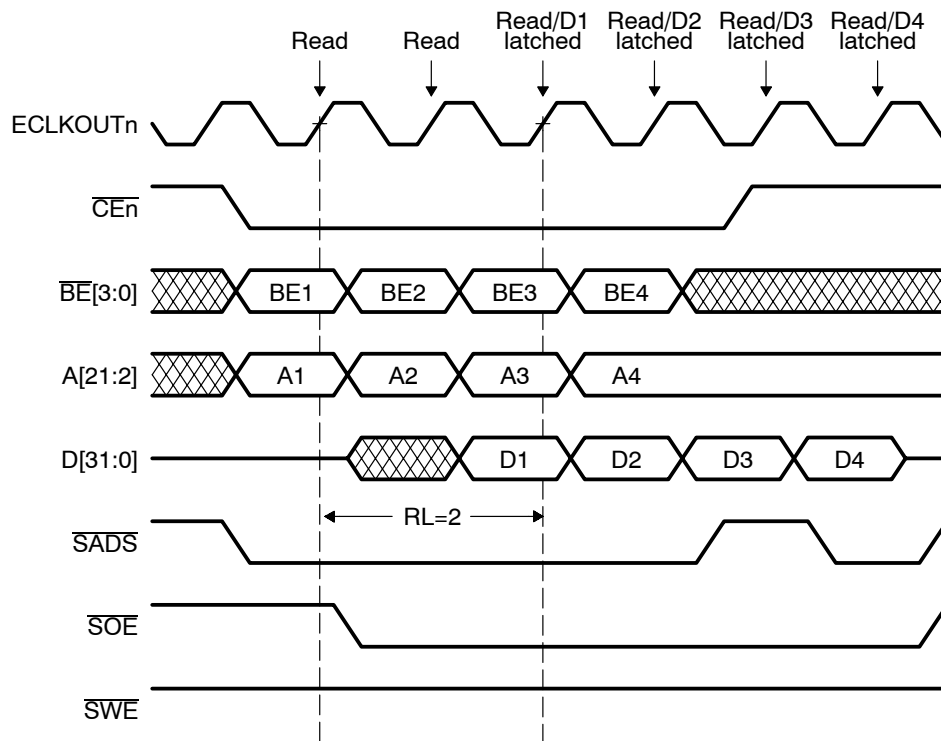 Read
Read
Read/D1
latched
Read/D2
latched
Read/D3
latched
Read/D4
latched
ECLKOUTn
CEn
BE[3:0]
BE1
BE2
BE3
BE4
A[21:2]
A1
A2
A3
A4
D[31:0]
D1
D2
D3
D4
RL=2
SADS
SOE
SWE